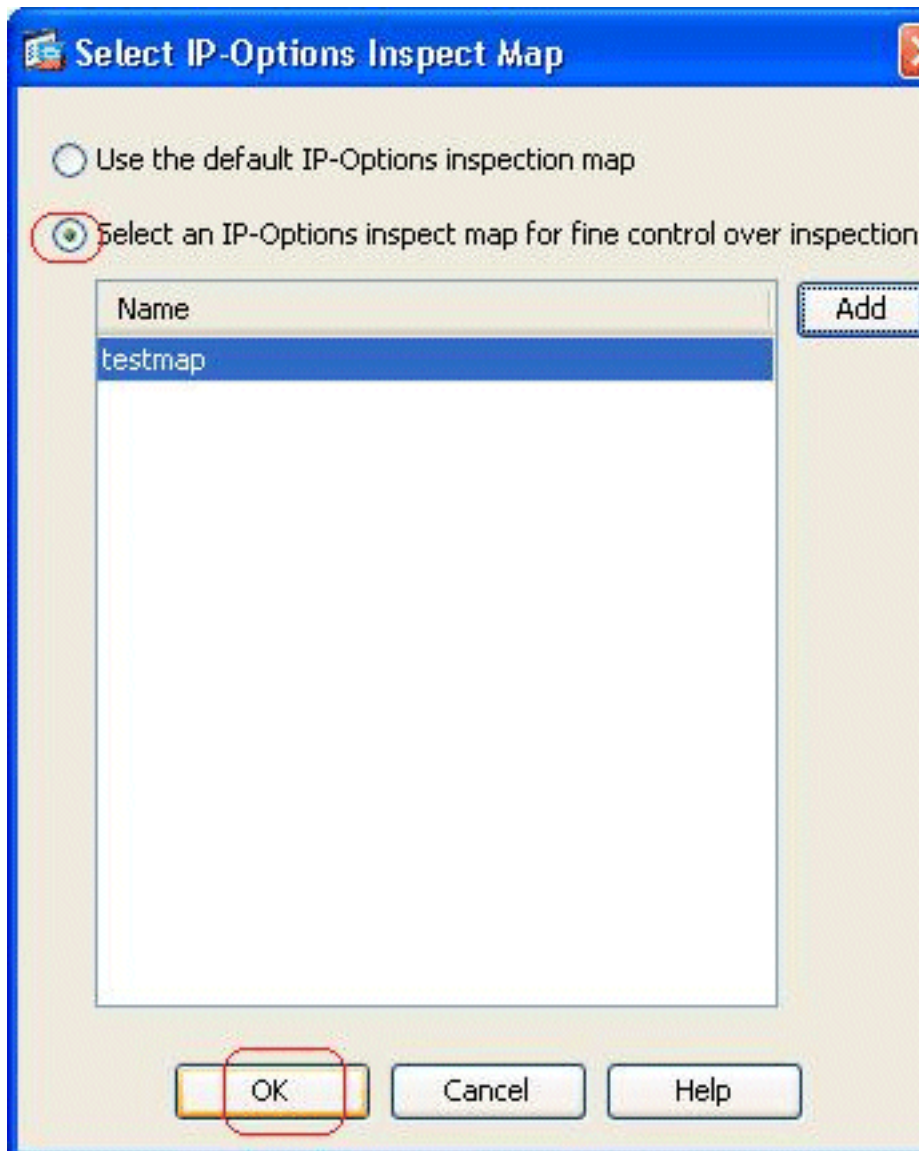 Select IP-Options Inspect Map
Use the default IP-Options inspection map
Select an IP-Options inspect map for fine control over inspection
Name
Add
testmap
OK
Cancel
Help